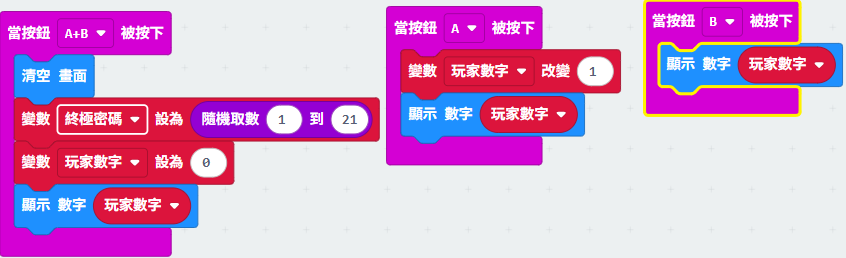 當按鈕 A+B 被按下
清空 畫面
變數 終極密碼 設為 隨機取數 1 到 21
變數 玩家數字 設為 0
顯示 數字 玩家數字
當按鈕 A 被按下
變數 玩家數字 改變 1
顯示 數字 玩家數字
當按鈕 B 被按下
顯示 數字 玩家數字